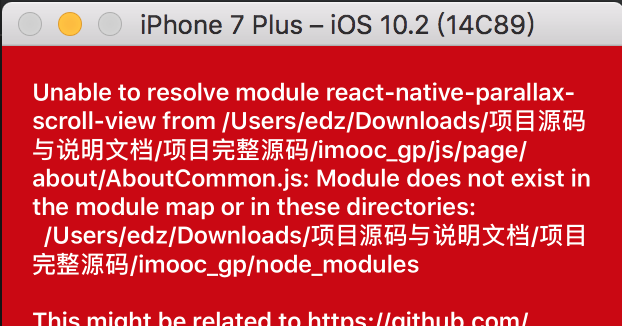 iPhone 7 Plus – iOS 10.2 (14C89)
Unable to resolve module react-native-parallax-
scroll-view from /Users/edz/Downloads/项目源码
与说明文档/项目完整源码/imooc_gp/js/page/
about/AboutCommon.js: Module does not exist in
the module map or in these directories:
/Users/edz/Downloads/项目源码与说明文档/项目
完整源码/imooc_gp/node_modules
This might be related to https://github.com/